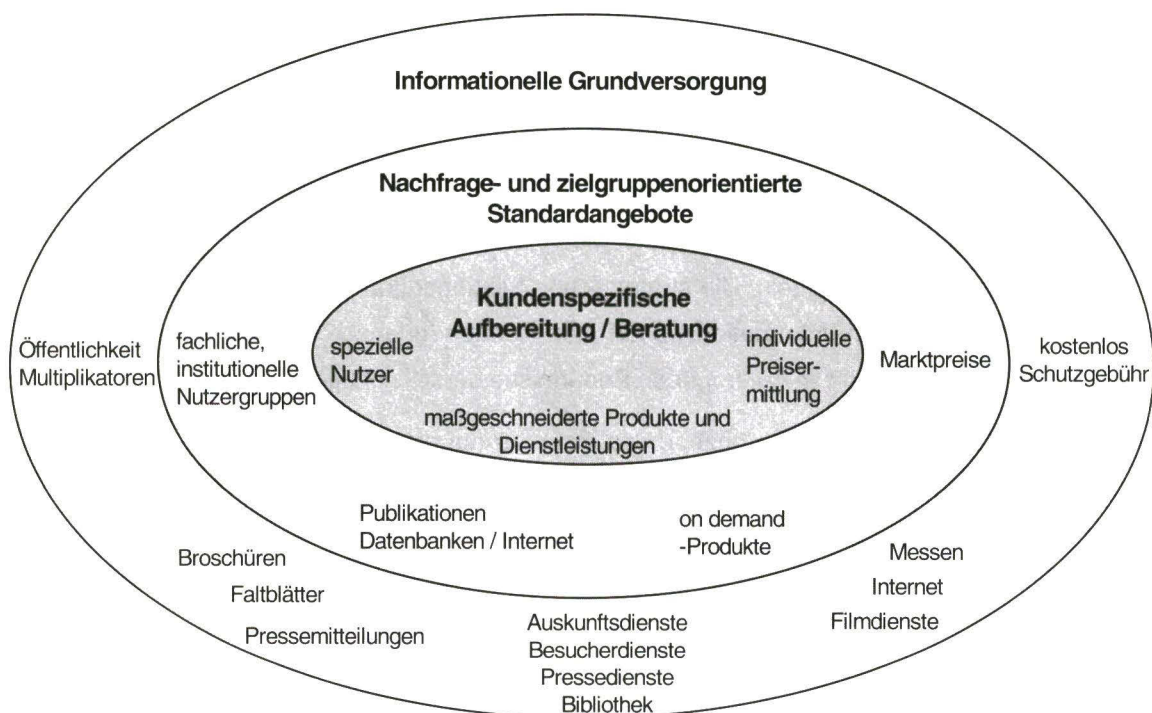 Informationelle Grundversorgung
Nachfrage- und zielgruppenorientierte
Standardangebote
Kundenspezifische
Aufbereitung / Beratung
Öffentlichkeit
Multiplikatoren
fachliche,
institutionelle
Nutzergruppen
spezielle
Nutzer
individuelle
Preiser-
mittlung
Marktpreise
kostenlos
Schutzgebühr
maßgeschneiderte Produkte und
Dienstleistungen
Publikationen
Datenbanken / Internet
on demand
-Produkte
Broschüren
Faltblätter
Pressemitteilungen
Auskunftsdienste
Besucherdienste
Pressedienste
Bibliothek
Messen
Internet
Filmdienste